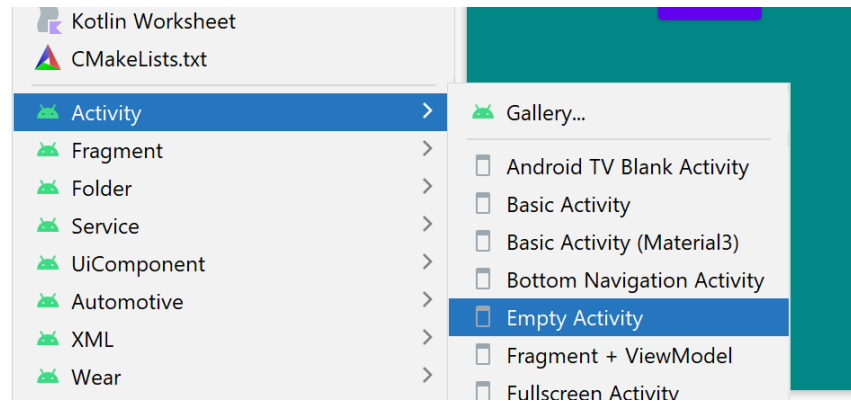 Kotlin Worksheet
CMakeLists.txt
Activity
Fragment
Folder
Service
UiComponent
Automotive
XML
Wear
Gallery...
Android TV Blank Activity
Basic Activity
Basic Activity (Material3)
Bottom Navigation Activity
Empty Activity
Fragment + ViewModel
Fullscreen Activity